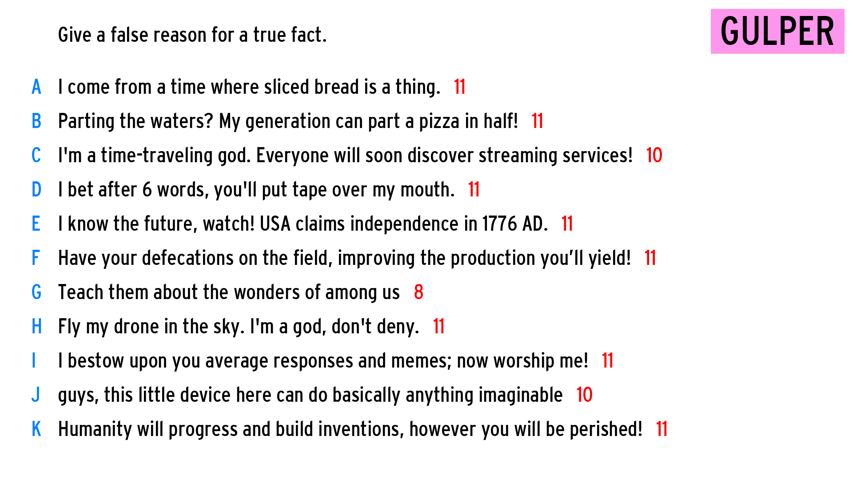 Give a false reason for a true fact.
GULPER
A I come from a time where sliced bread is a thing. 11
B Parting the waters? My generation can part a pizza in half! 11
C I'm a time-traveling god. Everyone will soon discover streaming services! 10
D I bet after 6 words, you'll put tape over my mouth. 11
E I know the future, watch! USA claims independence in 1776 AD. 11
F Have your defecations on the field, improving the production you’ll yield! 11
G Teach them about the wonders of among us 8
H Fly my drone in the sky. I'm a god, don't deny. 11
I I bestow upon you average responses and memes; now worship me! 11
J guys, this little device here can do basically anything imaginable 10
K Humanity will progress and build inventions, however you will be perished! 11